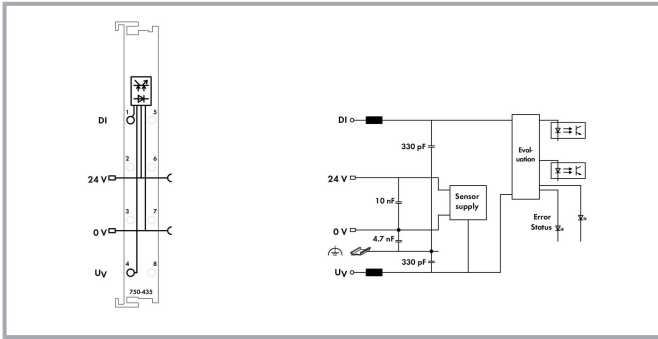 1
5
DI
2
6
24 V
3
7
0 V
4
8
UV
750-435
DI
330 pF
Eval-
uation
24 V
10 nF
Sensor
supply
0 V
4.7 nF
Error
Status
330 pF
UV